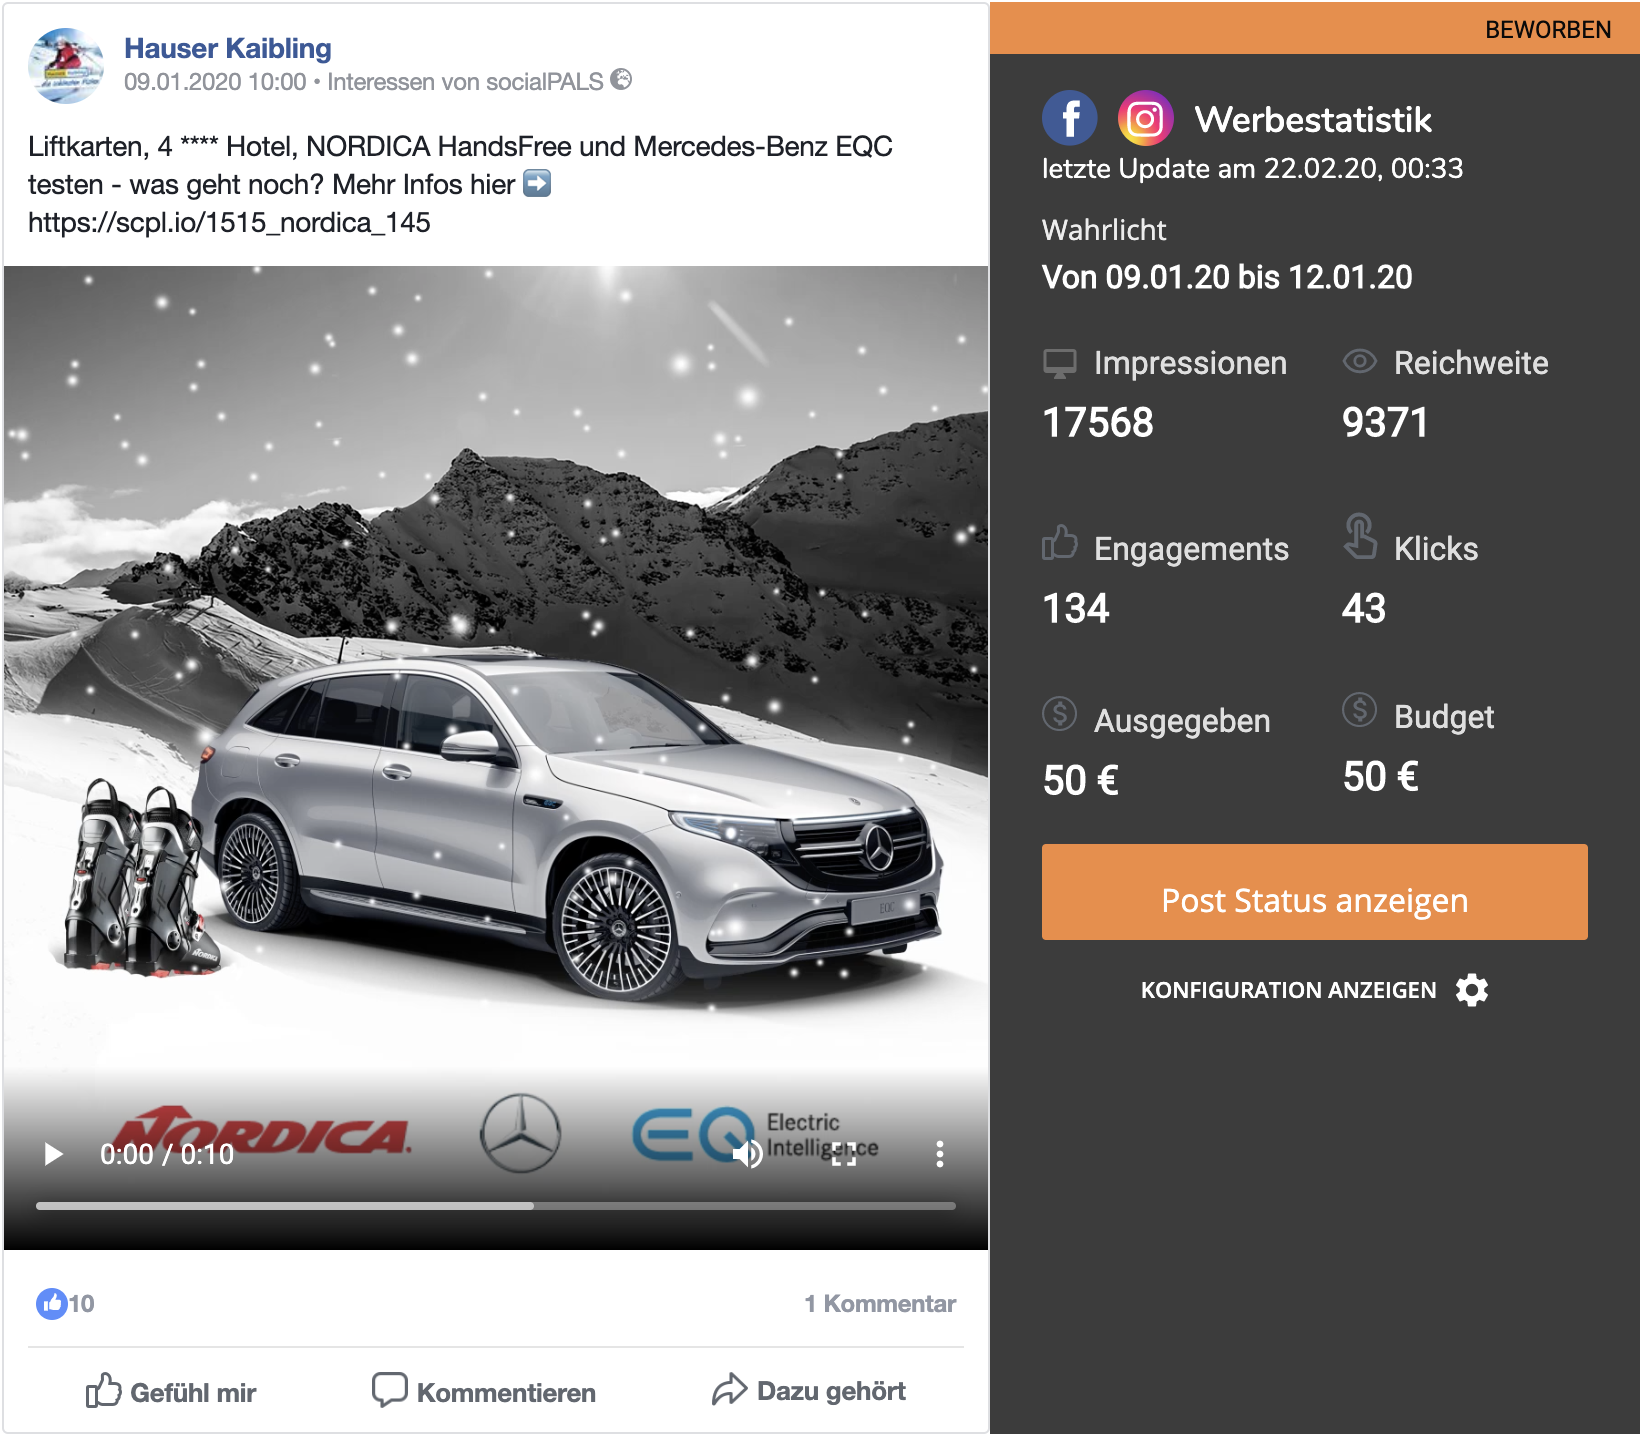 Hauser Kaibling
09.01.2020 10:00 • Interessen von socialPALS
Liftkarten, 4 **** Hotel, NORDICA HandsFree und Mercedes-Benz EQC
testen - was geht noch? Mehr Infos hier ➡️
https://scpl.io/1515_nordica_145
NORDICA
EQC
NORDICA.
EQ Electric
Intelligence
0:00 / 0:10
10
1 Kommentar
Gefühl mir
Kommentieren
Dazu gehört
BEWORBEN
Werbestatistik
letzte Update am 22.02.20, 00:33
Wahrlicht
Von 09.01.20 bis 12.01.20
Impressionen
17568
Reichweite
9371
Engagements
134
Klicks
43
Ausgegeben
50 €
Budget
50 €
Post Status anzeigen
KONFIGURATION ANZEIGEN